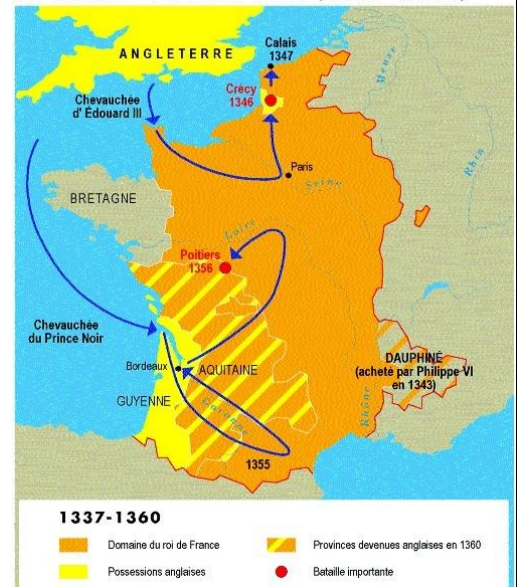 ANGLETERRE
Calais
1347
Crécy
1346
Chevauchée
d' Édouard III
Meuse
Rhin
Paris
Seine
BRETAGNE
Loire
Poitiers
1356
Chevauchée
du Prince Noir
Bordeaux
AQUITAINE
GUYENNE
Garonne
DAUPHINÉ
(acheté par Philippe VI
en 1343)
Rhône
1355
1337-1360
Domaine du roi de France
Provinces devenues anglaises en 1360
Possessions anglaises
Bataille importante